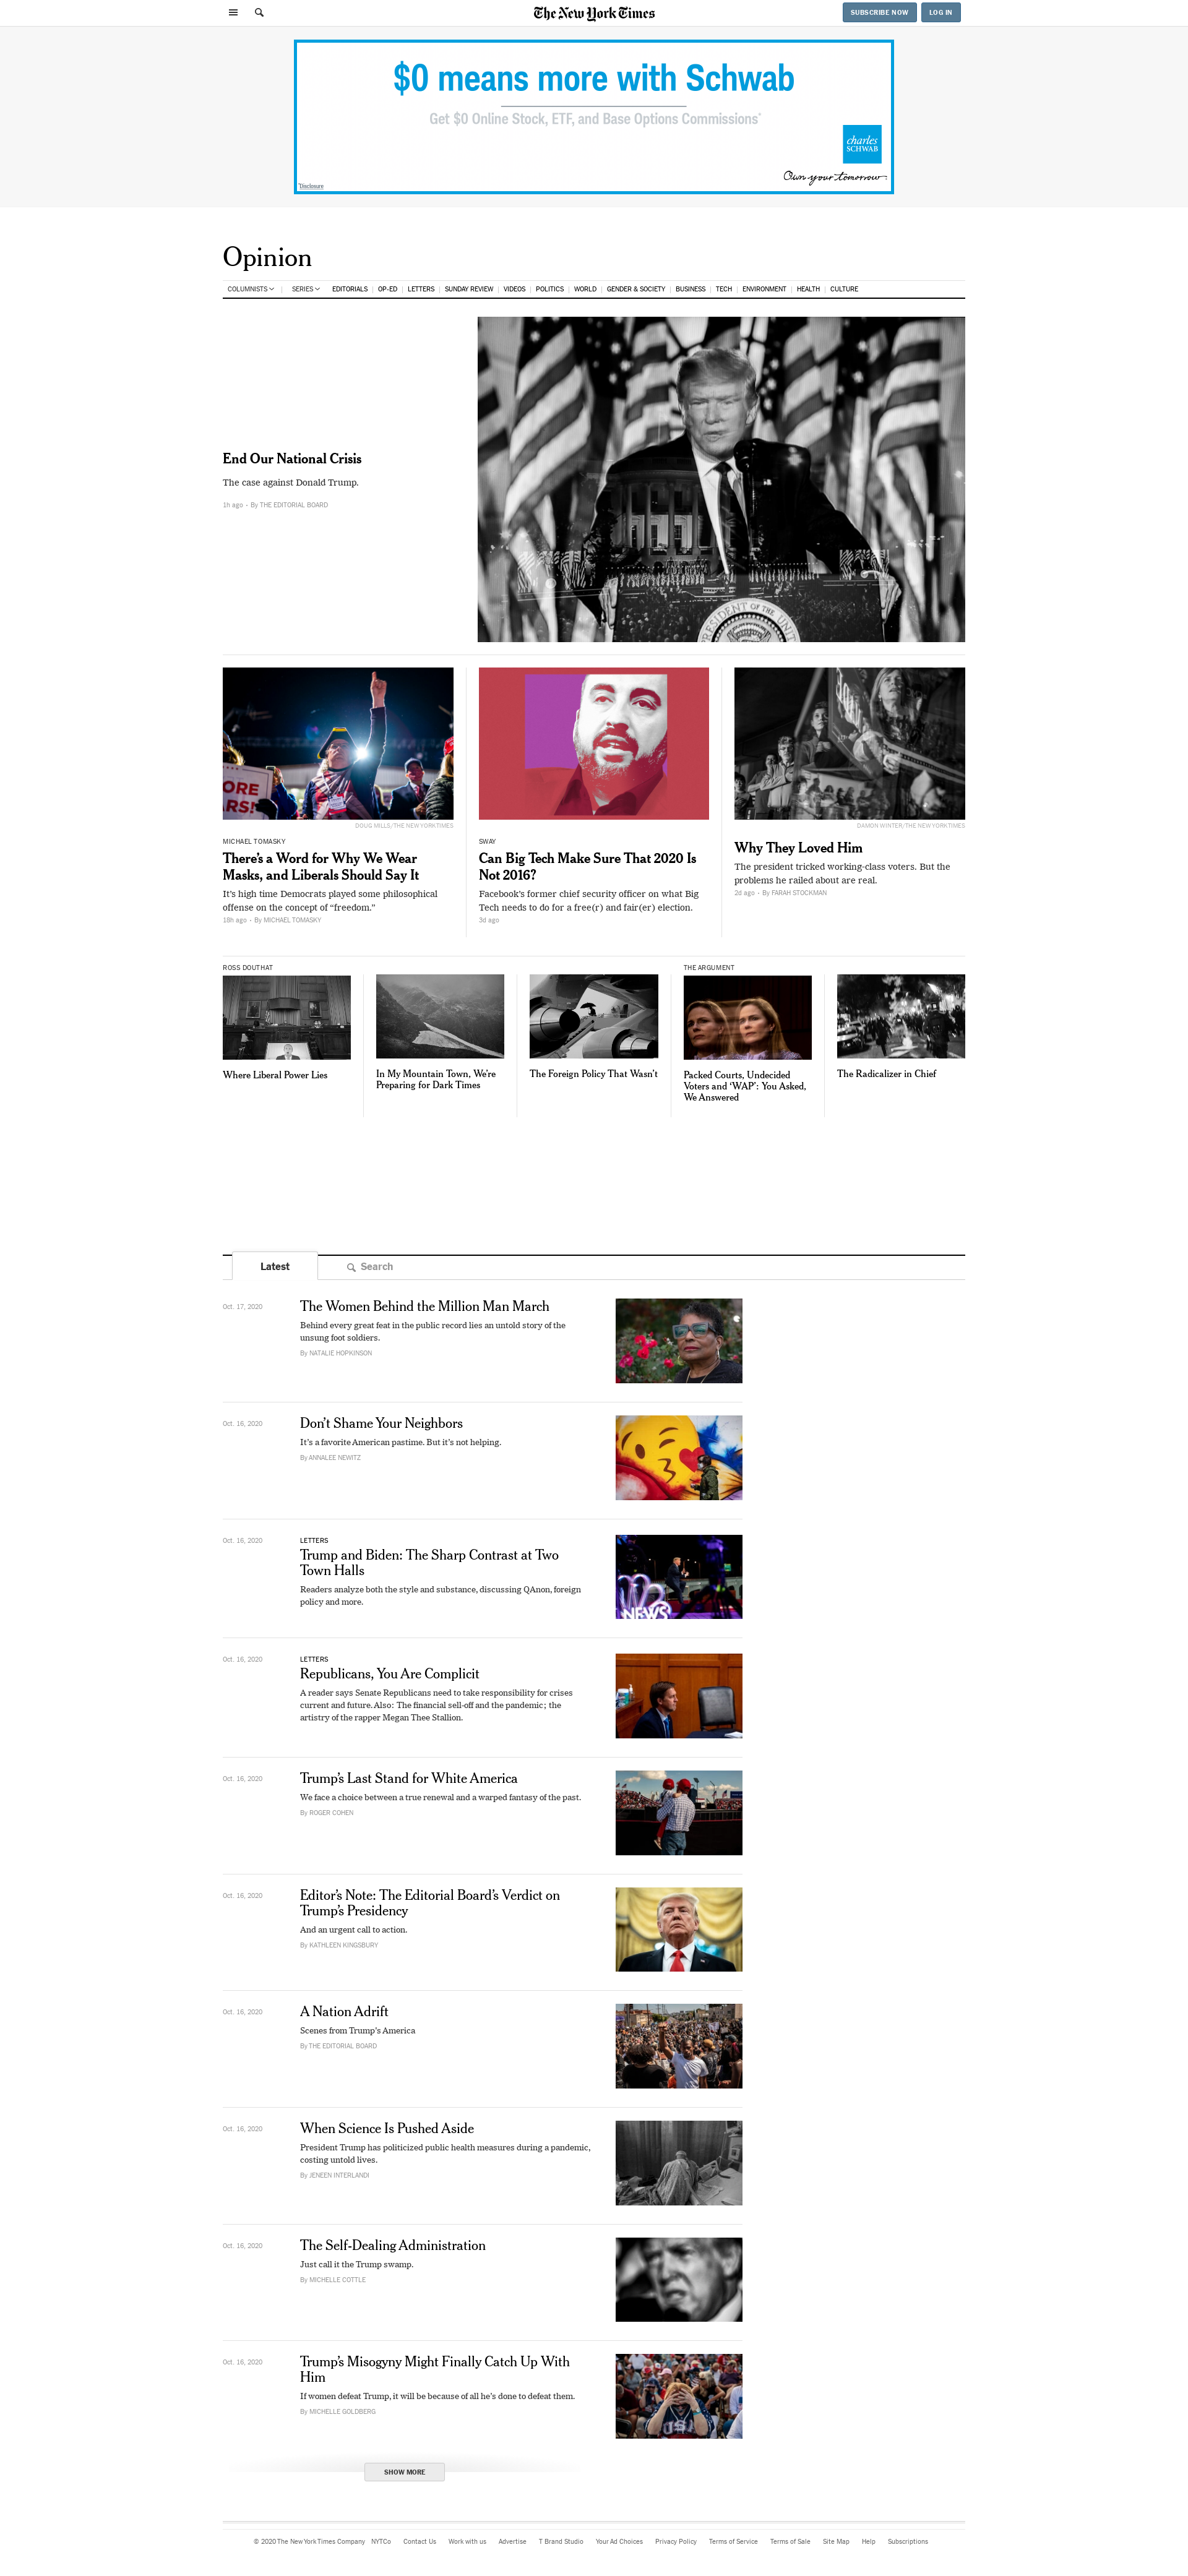 The New York Times
SUBSCRIBE NOW
LOG IN
$0 means more with Schwab
Get $0 Online Stock, ETF, and Base Options Commissions*
charles
SCHWAB
Own your tomorrow
Disclosure
Opinion
COLUMNISTS SERIES EDITORIALS OP-ED LETTERS SUNDAY REVIEW VIDEOS POLITICS WORLD GENDER & SOCIETY BUSINESS TECH ENVIRONMENT HEALTH CULTURE
End Our National Crisis
The case against Donald Trump.
1h ago - By THE EDITORIAL BOARD
PRESIDENT OF THE UNITED
DOUG MILLS/THE NEW YORK TIMES
MICHAEL TOMASKY
There's a Word for Why We Wear
Masks, and Liberals Should Say It
It's high time Democrats played some philosophical
offense on the concept of “freedom.”
18h ago - By MICHAEL TOMASKY
SWAY
Can Big Tech Make Sure That 2020 Is
Not 2016?
Facebook's former chief security officer on what Big
Tech needs to do for a free(r) and fair(er) election.
3d ago
DAMON WINTER/THE NEW YORK TIMES
Why They Loved Him
The president tricked working-class voters. But the
problems he railed about are real.
2d ago - By FARAH STOCKMAN
ROSS DOUTHAT
Where Liberal Power Lies
In My Mountain Town, We're
Preparing for Dark Times
The Foreign Policy That Wasn't
THE ARGUMENT
Packed Courts, Undecided
Voters and ‘WAP’: You Asked,
We Answered
The Radicalizer in Chief
Latest
Search
Oct. 17, 2020
The Women Behind the Million Man March
Behind every great feat in the public record lies an untold story of the
unsung foot soldiers.
By NATALIE HOPKINSON
Oct. 16, 2020
Don't Shame Your Neighbors
It's a favorite American pastime. But it's not helping.
By ANNALEE NEWITZ
Oct. 16, 2020
LETTERS
Trump and Biden: The Sharp Contrast at Two
Town Halls
Readers analyze both the style and substance, discussing QAnon, foreign
policy and more.
NEWS
Oct. 16, 2020
LETTERS
Republicans, You Are Complicit
A reader says Senate Republicans need to take responsibility for crises
current and future. Also: The financial sell-off and the pandemic; the
artistry of the rapper Megan Thee Stallion.
Oct. 16, 2020
Trump's Last Stand for White America
We face a choice between a true renewal and a warped fantasy of the past.
By ROGER COHEN
Oct. 16, 2020
Editor's Note: The Editorial Board's Verdict on
Trump's Presidency
And an urgent call to action.
By KATHLEEN KINGSBURY
Oct. 16, 2020
A Nation Adrift
Scenes from Trump's America
By THE EDITORIAL BOARD
Oct. 16, 2020
When Science Is Pushed Aside
President Trump has politicized public health measures during a pandemic,
costing untold lives.
By JENEEN INTERLANDI
Oct. 16, 2020
The Self-Dealing Administration
Just call it the Trump swamp.
By MICHELLE COTTLE
Oct. 16, 2020
Trump's Misogyny Might Finally Catch Up With
Him
If women defeat Trump, it will be because of all he's done to defeat them.
By MICHELLE GOLDBERG
USA
SHOW MORE
© 2020 The New York Times Company NYTCo Contact Us Work with us Advertise T Brand Studio Your Ad Choices Privacy Policy Terms of Service Terms of Sale Site Map Help Subscriptions